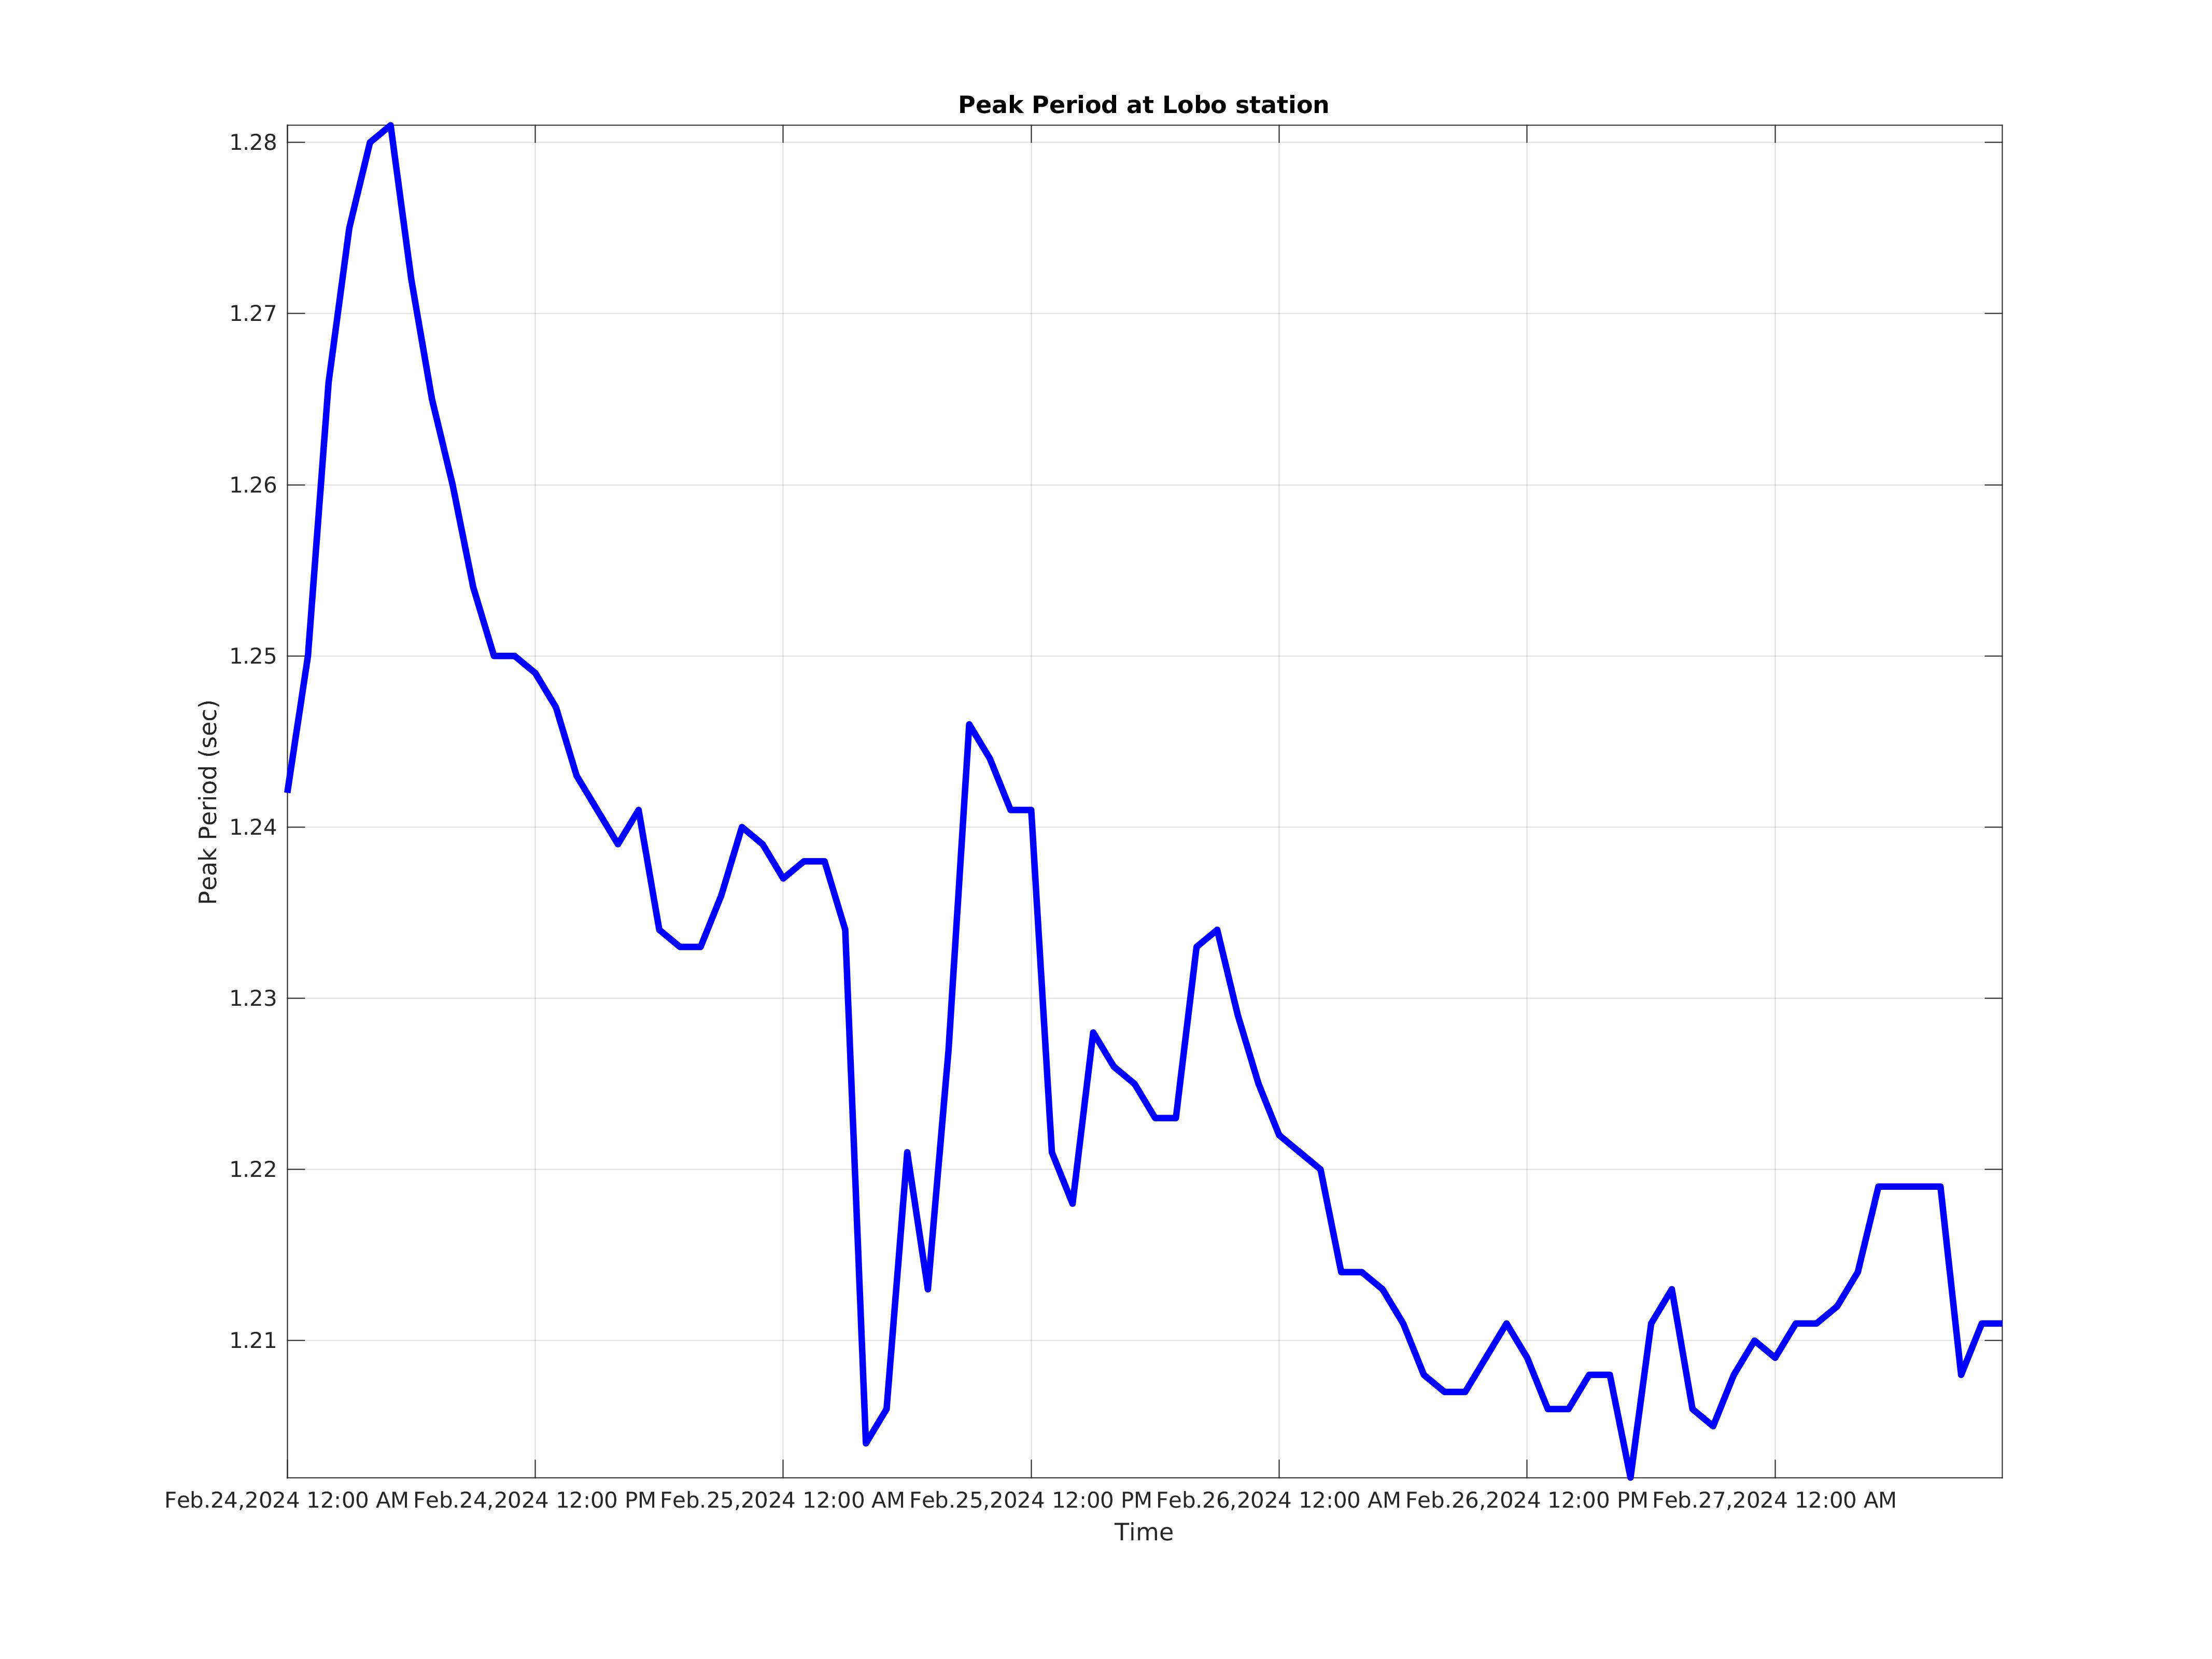 Peak Period at Lobo station
1.28
1.27
1.26
1.25
1.24
1.23
1.22
1.21
Peak Period (sec)
Feb.24,2024 12:00 AM Feb.24,2024 12:00 PM Feb.25,2024 12:00 AM Feb.25,2024 12:00 PM Feb.26,2024 12:00 AM Feb.26,2024 12:00 PM Feb.27,2024 12:00 AM
Time